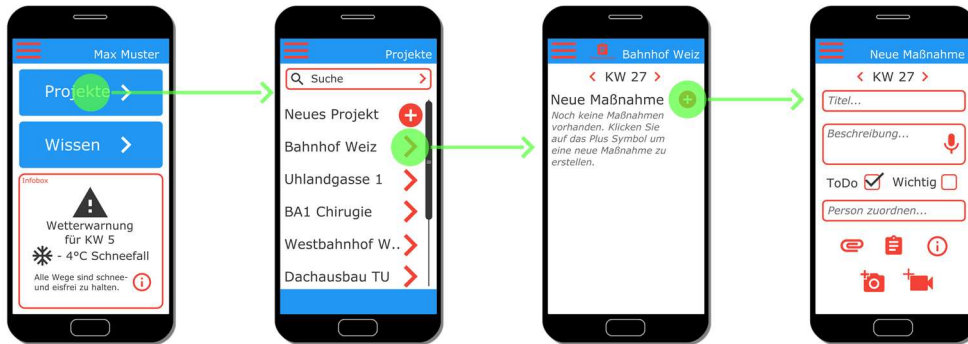 Max Muster
Projekte
Wissen
Infobox
Wetterwarnung
für KW 5
- 4°C Schneefall
Alle Wege sind schnee-
und eisfrei zu halten.
Projekte
Suche
Neues Projekt
Bahnhof Weiz
Uhlandgasse 1
BA1 Chirugie
Westbahnhof W..
Dachausbau TU
Bahnhof Weiz
< KW 27 >
Neue Maßnahme
Noch keine Maßnahmen
vorhanden. Klicken Sie
auf das Plus Symbol um
eine neue Maßnahme zu
erstellen.
Neue Maßnahme
< KW 27 >
Titel...
Beschreibung...
ToDo Wichtig
Person zuordnen...